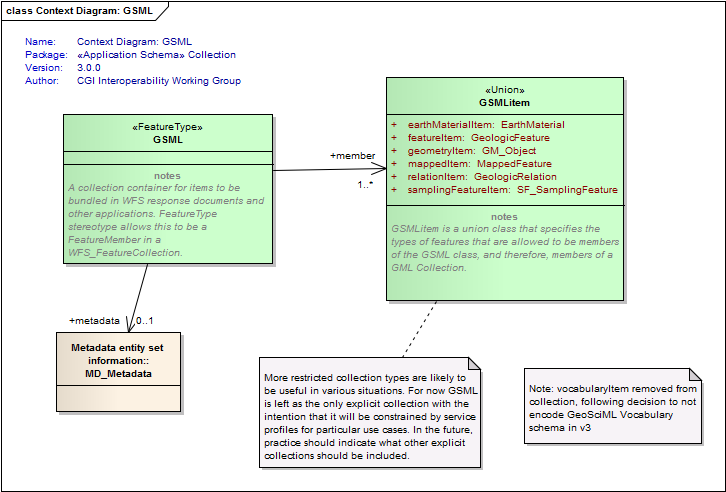 class Context Diagram: GSML
Name: Context Diagram: GSML
Package: «Application Schema» Collection
Version: 3.0.0
Author: CGI Interoperability Working Group
«FeatureType»
GSML
notes
A collection container for items to be
bundled in WFS response documents and
other applications. FeatureType
stereotype allows this to be a
FeatureMember in a
WFS_FeatureCollection.
+member
1..*
«Union»
GSMLitem
+ earthMaterialItem: EarthMaterial
+ featureItem: GeologicFeature
+ geometryItem: GM_Object
+ mappedItem: MappedFeature
+ relationItem: GeologicRelation
+ samplingFeatureItem: SF_SamplingFeature
notes
GSMLitem is a union class that specifies the
types of features that are allowed to be members
of the GSML class, and therefore, members of a
GML Collection.
+metadata 0..1
Metadata entity set
information::
MD_Metadata
More restricted collection types are likely to
be useful in various situations. For now GSML
is left as the only explicit collection with the
intention that it will be constrained by service
profiles for particular use cases. In the future,
practice should indicate what other explicit
collections should be included.
Note: vocabularyItem removed from
collection, following decision to not
encode GeoSciML Vocabulary
schema in v3